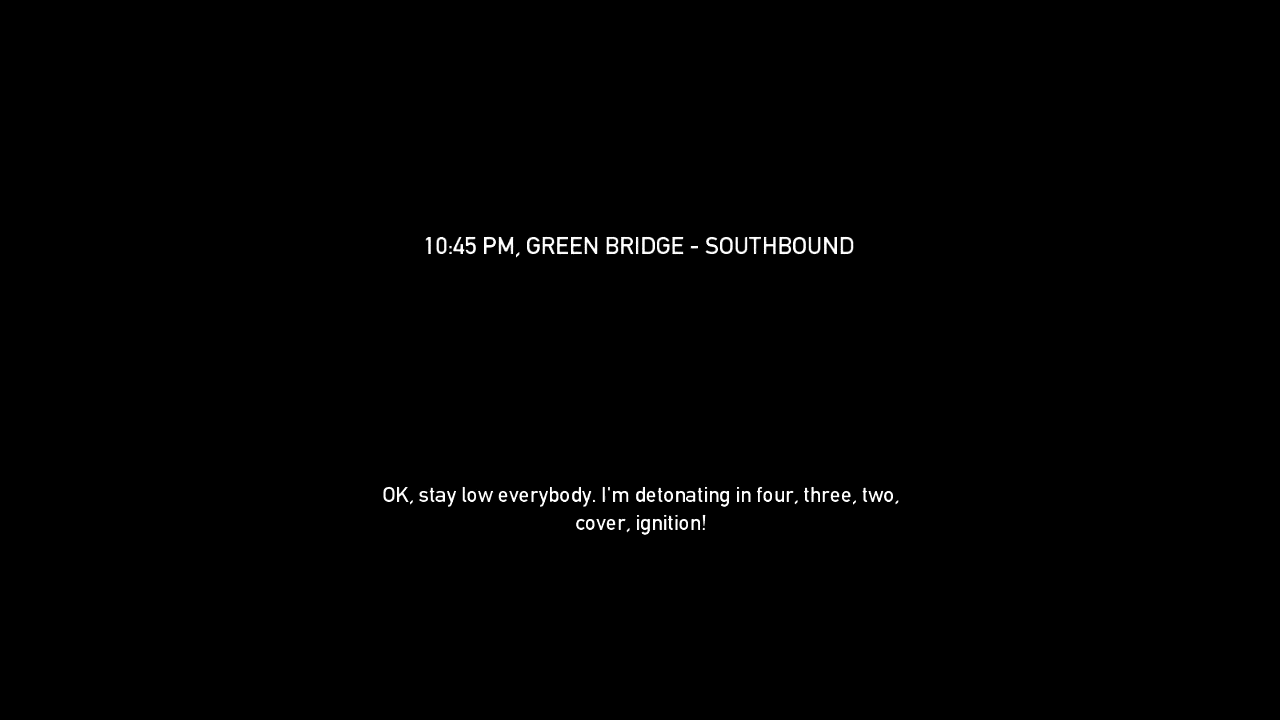 10:45 PM, GREEN BRIDGE - SOUTHBOUND
OK, stay low everybody. I'm detonating in four, three, two,
cover, ignition!